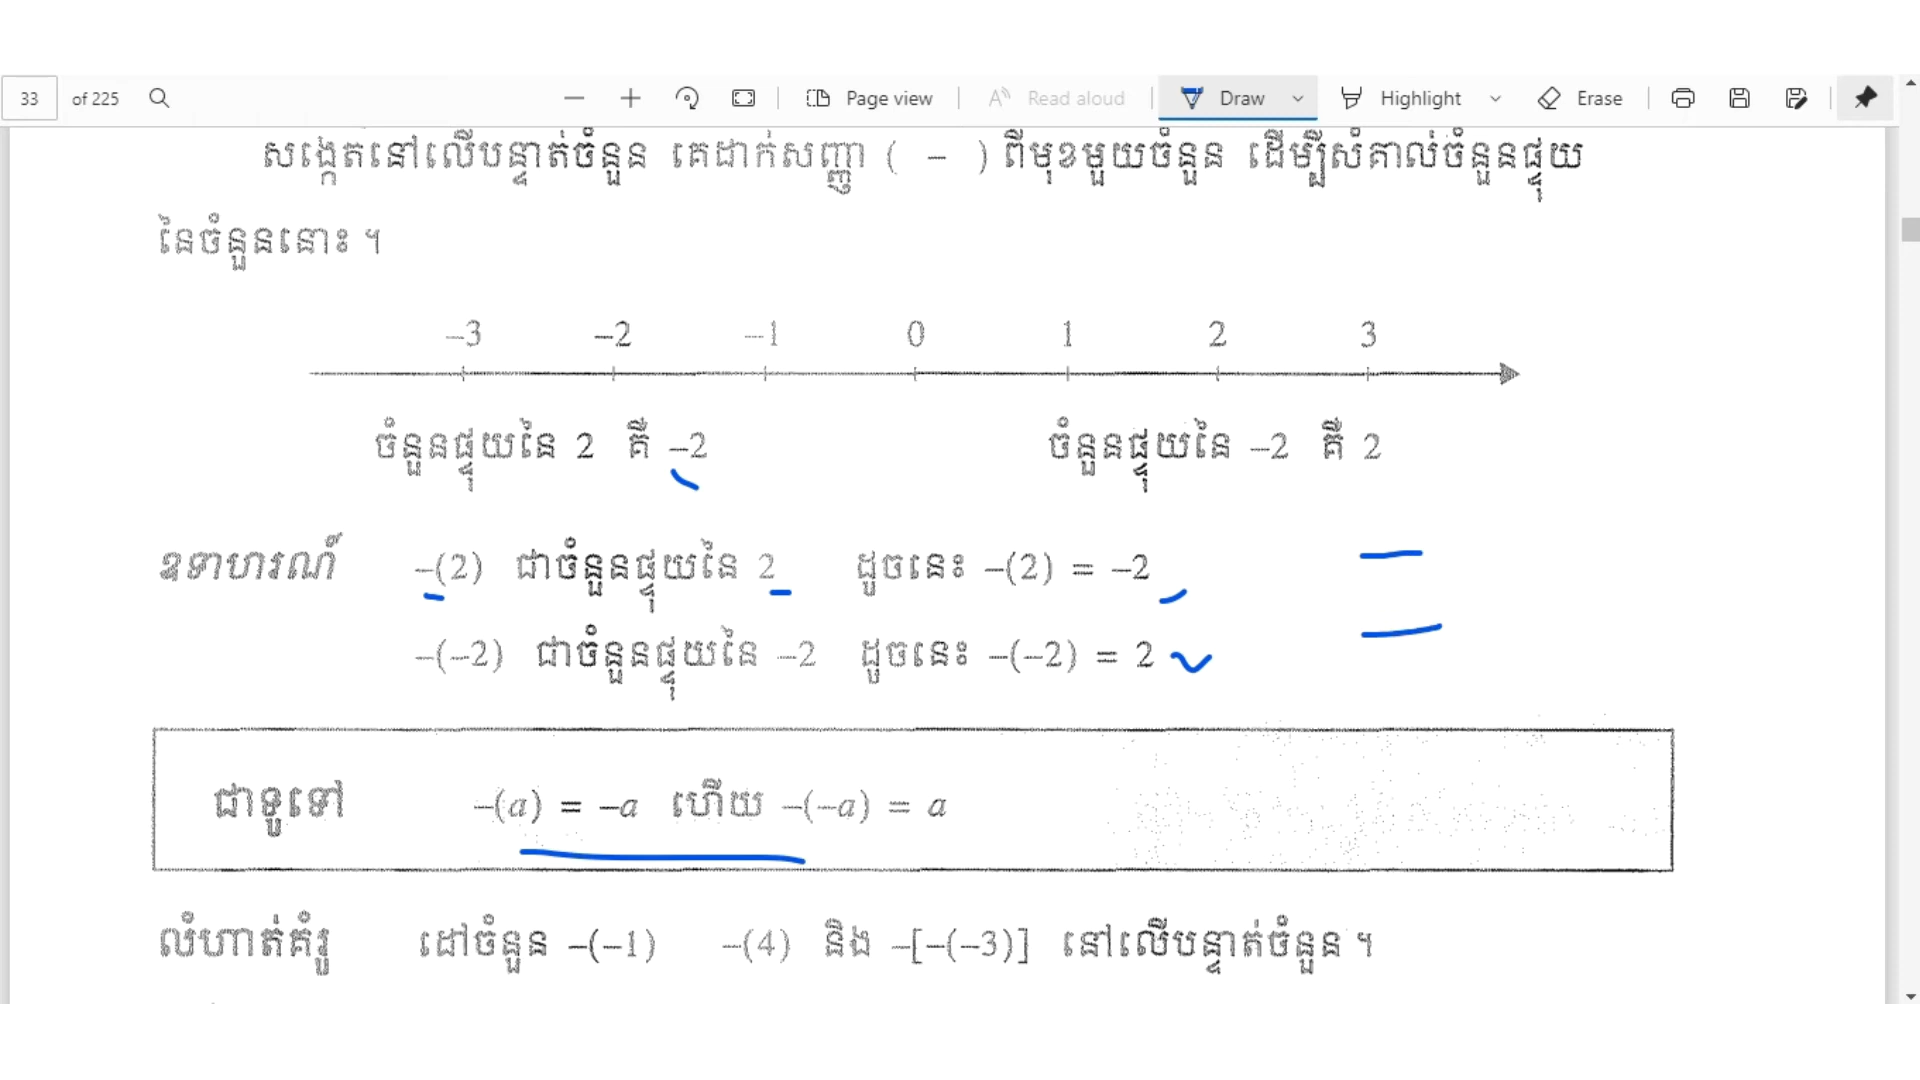 33 of 225 Page view Read aloud Draw Highlight Erase
សង្កេតនៅលើបន្ទាត់ចំនួន គេដាក់សញ្ញា ( – ) ពីមុខមួយចំនួន ដើម្បីសំគាល់ចំនួនផ្ទុយ
នៃចំនួននោះ ។
–3 –2 –1 0 1 2 3
ចំនួនផ្ទុយនៃ 2 គឺ –2 ចំនួនផ្ទុយនៃ –2 គឺ 2
ឧទាហរណ៍ –(2) ជាចំនួនផ្ទុយនៃ 2 ដូចនេះ –(2) = –2
–(–2) ជាចំនួនផ្ទុយនៃ –2 ដូចនេះ –(–2) = 2
ជាទូទៅ –(a) = –a ហើយ –(–a) = a
លំហាត់គំរូ ដៅចំនួន –(–1) –(4) និង –[–(–3)] នៅលើបន្ទាត់ចំនួន ។